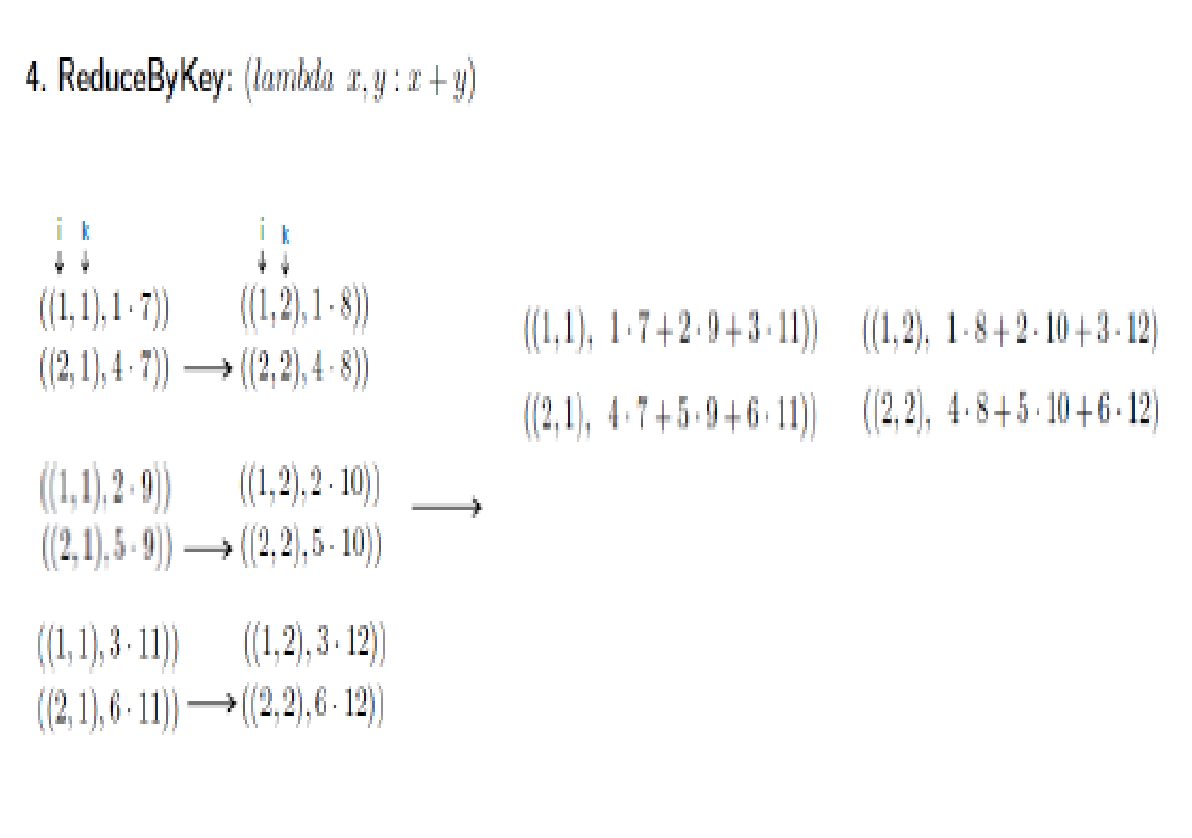 4. ReduceByKey: (lambda x, y : x + y)
i k i k
↓ ↓ ↓ ↓
((1, 1), 1 · 7)) ((1, 2), 1 · 8))
((2, 1), 4 · 7)) ⟶ ((2, 2), 4 · 8))
((1, 1), 2 · 9)) ((1, 2), 2 · 10))
((2, 1), 5 · 9)) ⟶ ((2, 2), 5 · 10))
((1, 1), 3 · 11)) ((1, 2), 3 · 12))
((2, 1), 6 · 11)) ⟶ ((2, 2), 6 · 12))
⟶
((1, 1), 1 · 7 + 2 · 9 + 3 · 11)) ((1, 2), 1 · 8 + 2 · 10 + 3 · 12)
((2, 1), 4 · 7 + 5 · 9 + 6 · 11)) ((2, 2), 4 · 8 + 5 · 10 + 6 · 12)